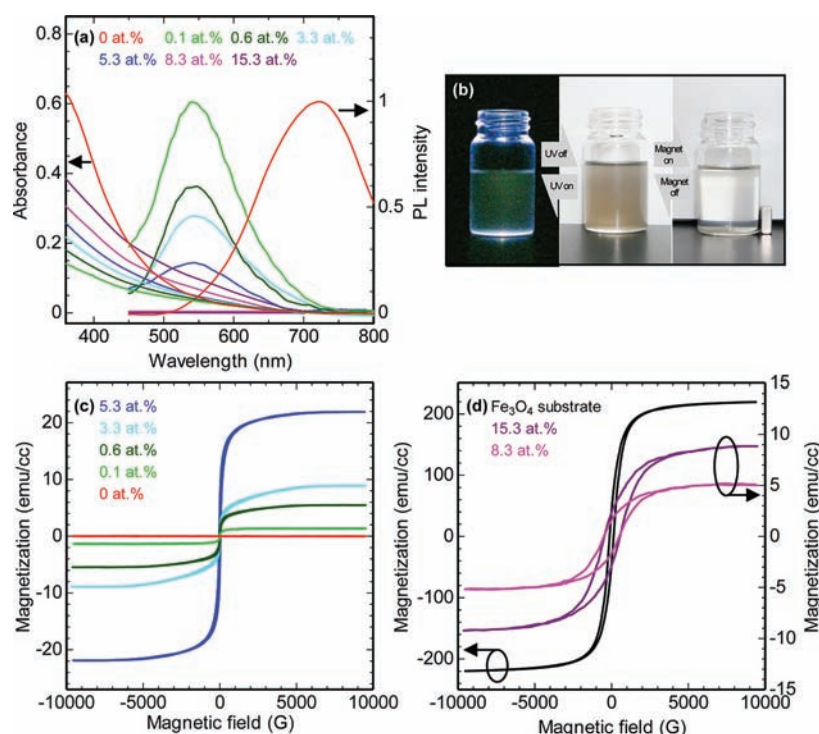 (a) 0 at.% 0.1 at.% 0.6 at.% 3.3 at.%
5.3 at.% 8.3 at.% 15.3 at.%
Absorbance
0.8
0.6
0.4
0.2
0
1
0.5
0
PL intensity
400 500 600 700 800
Wavelength (nm)
(b)
UV off
UV on
Magnet
on
Magnet
off
(c) 5.3 at.%
3.3 at.%
0.6 at.%
0.1 at.%
0 at.%
Magnetization (emu/cc)
20
10
0
-10
-20
-10000 -5000 0 5000 10000
Magnetic field (G)
(d) Fe₃O₄ substrate
15.3 at.%
8.3 at.%
Magnetization (emu/cc)
200
100
0
-100
-200
15
10
5
0
-5
-10
-15
Magnetization (emu/cc)
-10000 -5000 0 5000 10000
Magnetic field (G)